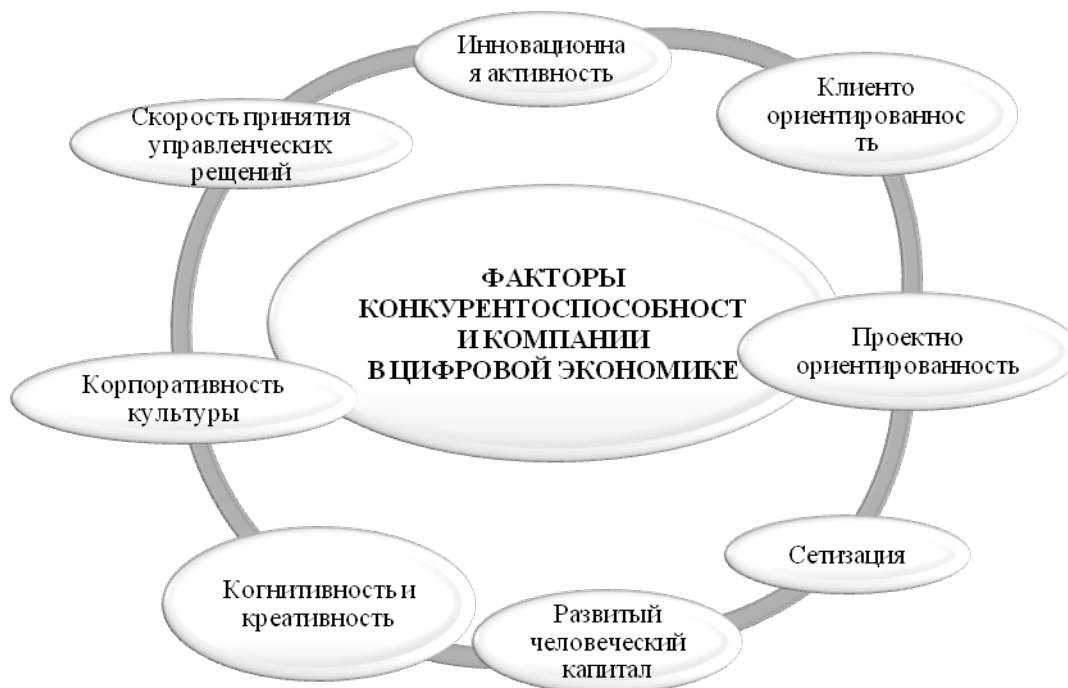 Инновационна
я активность
Клиенто
ориентированнос
ть
Скорость принятия
управленческих
рещений
ФАКТОРЫ
КОНКУРЕНТОСПОСОБНОСТ
И КОМПАНИИ
В ЦИФРОВОЙ ЭКОНОМИКЕ
Проектно
ориентированность
Корпоративность
культуры
Сетизация
Когнитивность и
креативность
Развитый
человеческий
капитал